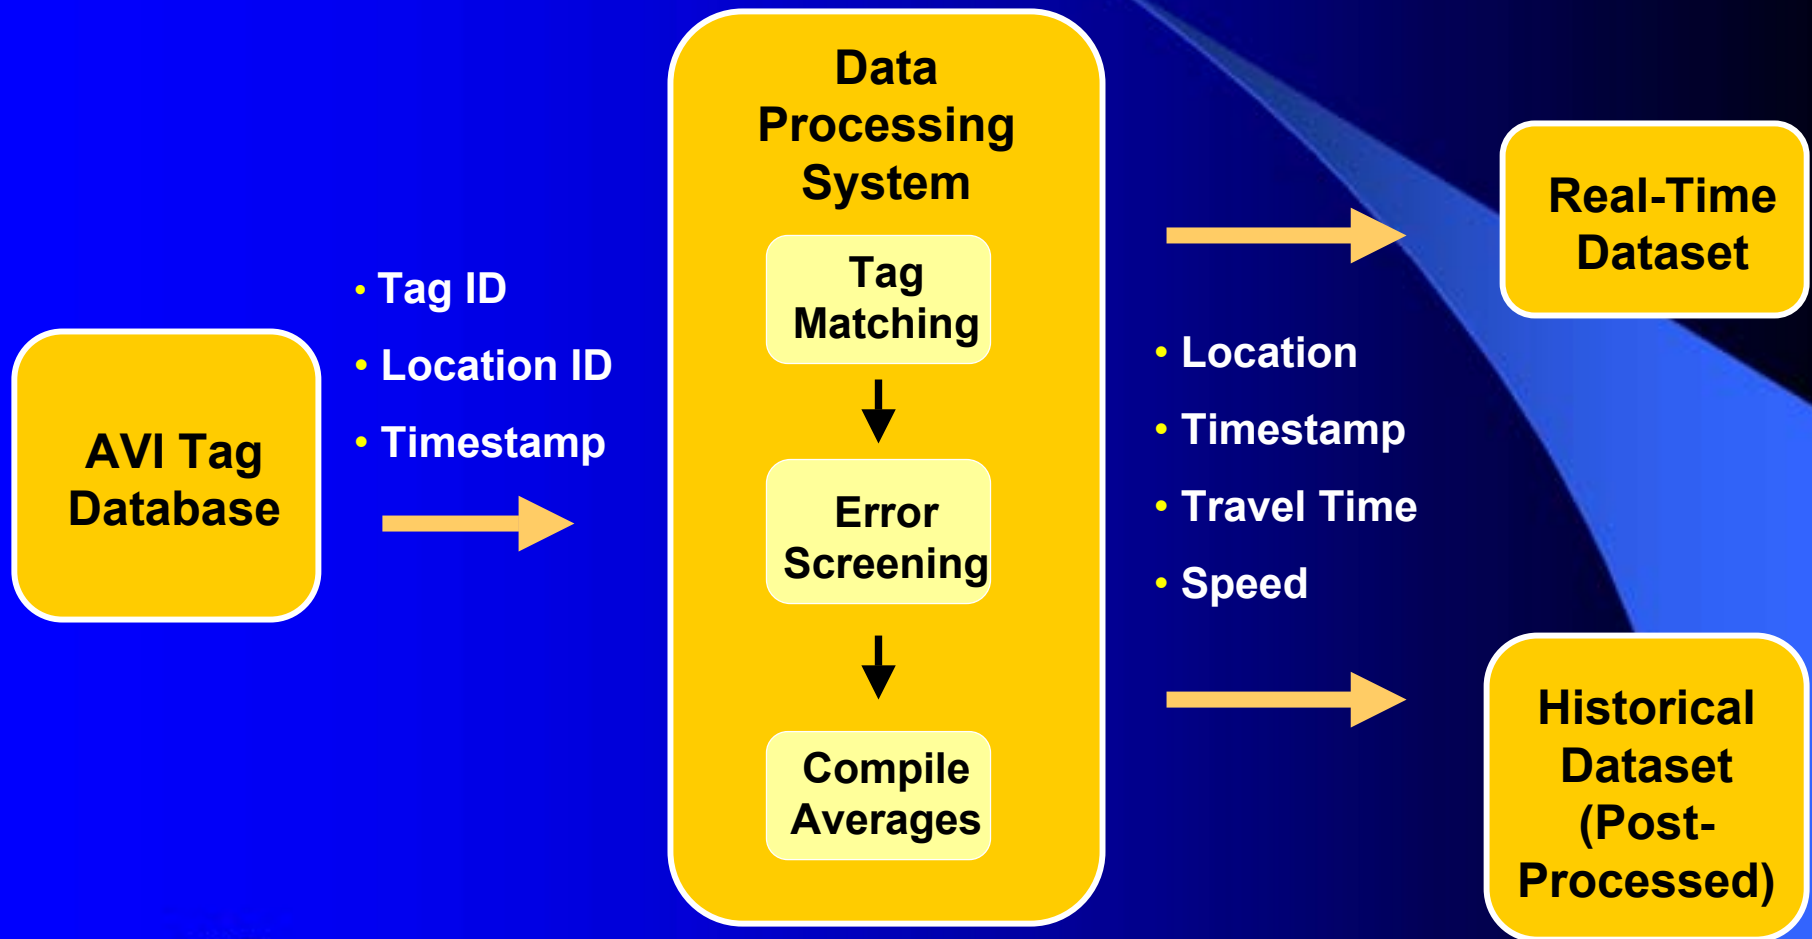 AVI Tag
Database
• Tag ID
• Location ID
• Timestamp
Data
Processing
System
Tag
Matching
Error
Screening
Compile
Averages
• Location
• Timestamp
• Travel Time
• Speed
Real-Time
Dataset
Historical
Dataset
(Post-
Processed)